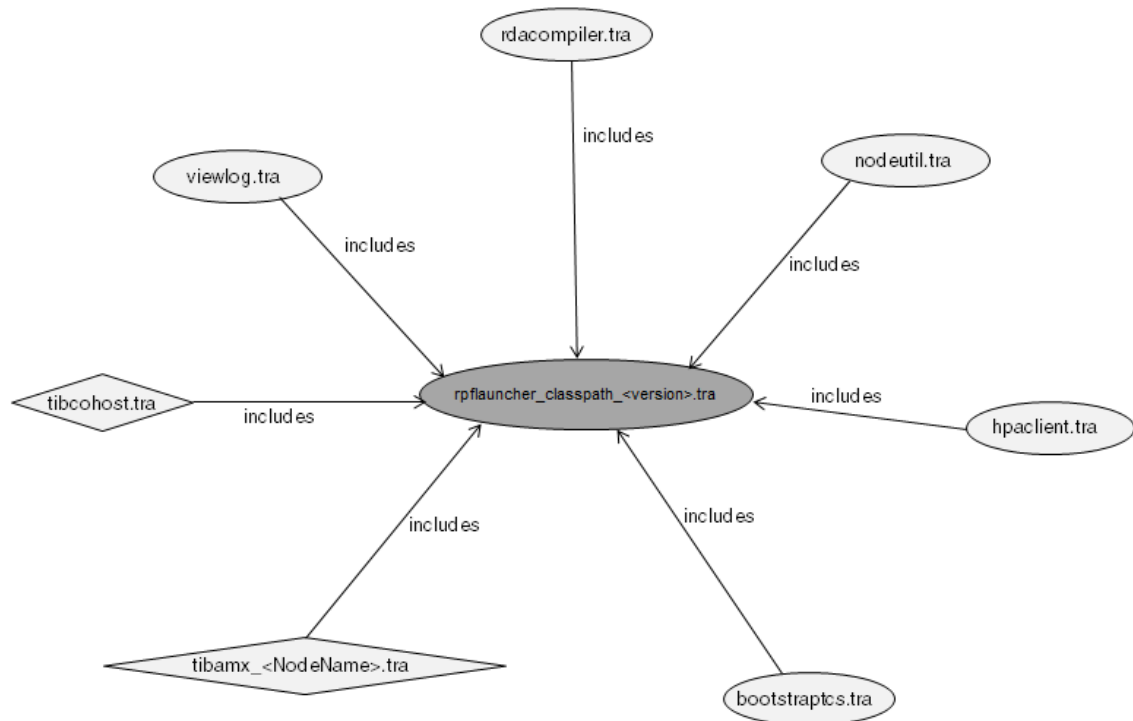 rdacompiler.tra
includes
nodeutil.tra
viewlog.tra
includes
includes
rpflauncher_classpath_<version>.tra
tibcohost.tra
includes
includes
hpaclient.tra
includes
includes
tibamx_<NodeName>.tra
bootstraptcs.tra